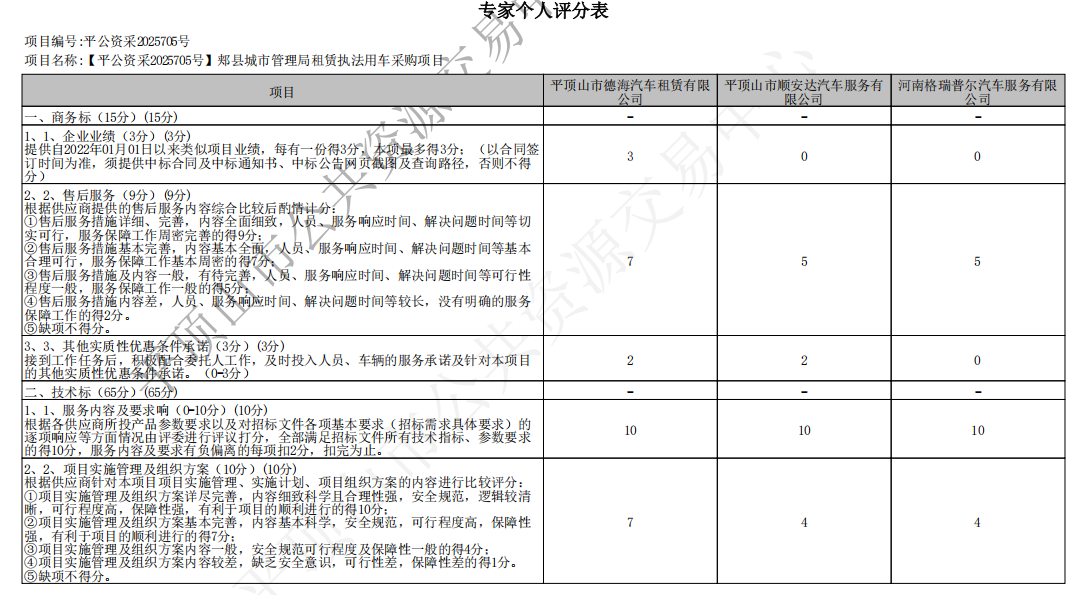 专家个人评分表
项目编号:平公资采2025705号
项目名称:【平公资采2025705号】郏县城市管理局租赁执法用车采购项目
项目
平顶山市德海汽车租赁有限
公司
平顶山市顺安达汽车服务有
限公司
河南格瑞普尔汽车服务有限
公司
一、商务标（15分）(15分)
-
-
-
1、1、企业业绩（3分）(3分)
提供自2022年01月01日以来类似项目业绩，每有一份得3分，本项最多得3分；（以合同签
订时间为准，须提供中标合同及中标通知书、中标公告网页截图及查询路径，否则不得
分）
3
0
0
2、2、售后服务（9分）(9分)
根据供应商提供的售后服务内容综合比较后酌情计分：
①售后服务措施详细、完善，内容全面细致，人员、服务响应时间、解决问题时间等切
实可行，服务保障工作周密完善的得9分；
②售后服务措施基本完善，内容基本全面，人员、服务响应时间、解决问题时间等基本
合理可行，服务保障工作基本周密的得7分；
③售后服务措施及内容一般，有待完善，人员、服务响应时间、解决问题时间等可行性
程度一般，服务保障工作一般的得5分；
④售后服务措施内容差，人员、服务响应时间、解决问题时间等较长，没有明确的服务
保障工作的得2分。
⑤缺项不得分。
7
5
5
3、3、其他实质性优惠条件承诺（3分）(3分)
接到工作任务后，积极配合委托人工作，及时投入人员、车辆的服务承诺及针对本项目
的其他实质性优惠条件承诺。（0-3分）
2
2
0
二、技术标（65分）(65分)
-
-
-
1、1、服务内容及要求响（0-10分）(10分)
根据各供应商所投产品参数要求以及对招标文件各项基本要求（招标需求具体要求）的
逐项响应等方面情况由评委进行评议打分，全部满足招标文件所有技术指标、参数要求
的得10分，服务内容及要求有负偏离的每项扣2分，扣完为止。
10
10
10
2、2、项目实施管理及组织方案（10分）(10分)
根据供应商针对本项目项目实施管理、实施计划、项目组织方案的内容进行比较评分：
①项目实施管理及组织方案详尽完善，内容细致科学且合理性强，安全规范，逻辑较清
晰，可行程度高，保障性强，有利于项目的顺利进行的得10分；
②项目实施管理及组织方案基本完善，内容基本科学，安全规范，可行程度高，保障性
强，有利于项目的顺利进行的得7分；
③项目实施管理及组织方案内容一般，安全规范可行程度及保障性一般的得4分；
④项目实施管理及组织方案内容较差，缺乏安全意识，可行性差，保障性差的得1分。
⑤缺项不得分。
7
4
4
平顶山市公共资源交易中
平顶山市公共资源交易中心